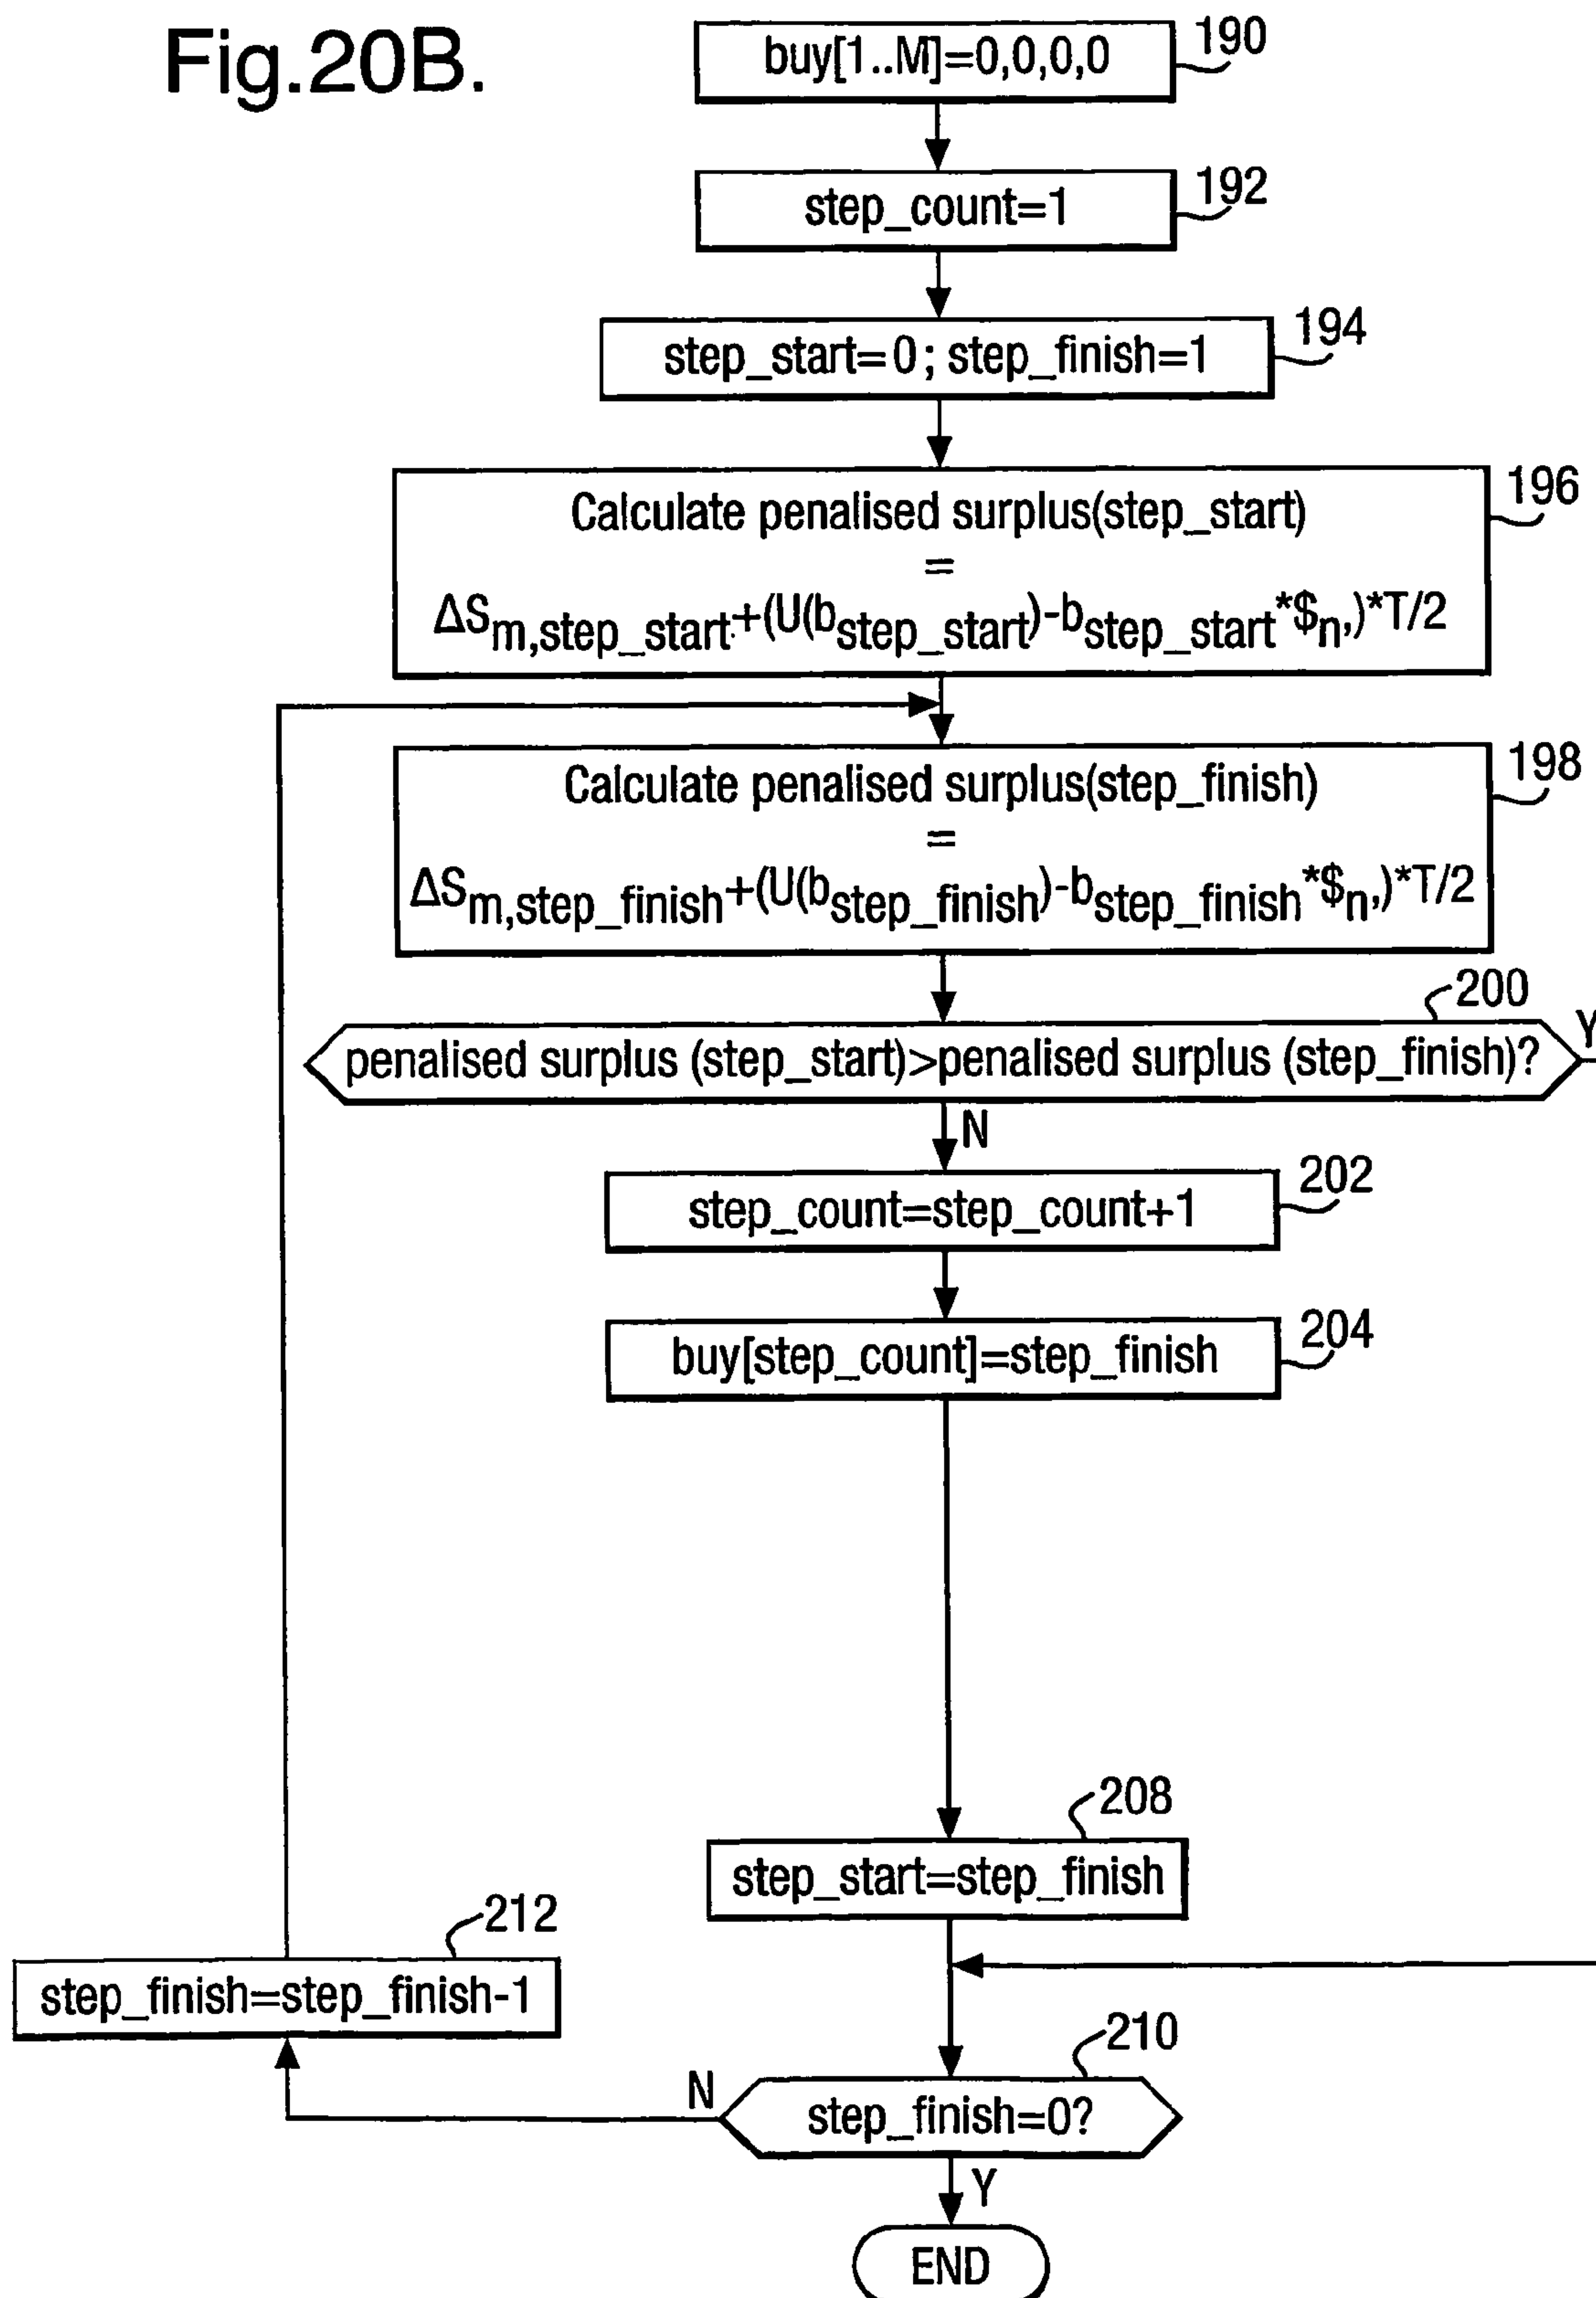 Fig.20B.
buy[1..M]=0,0,0,0
190
step_count=1
192
step_start=0; step_finish=1
194
Calculate penalised surplus(step_start)
=
ΔSm,step_start+(U(bstep_start)-bstep_start*$n,)*T/2
196
Calculate penalised surplus(step_finish)
=
ΔSm,step_finish+(U(bstep_finish)-bstep_finish*$n,)*T/2
198
200
penalised surplus (step_start)>penalised surplus (step_finish)?
Y
N
step_count=step_count+1
202
buy[step_count]=step_finish
204
208
step_start=step_finish
212
step_finish=step_finish-1
210
N
step_finish=0?
Y
END